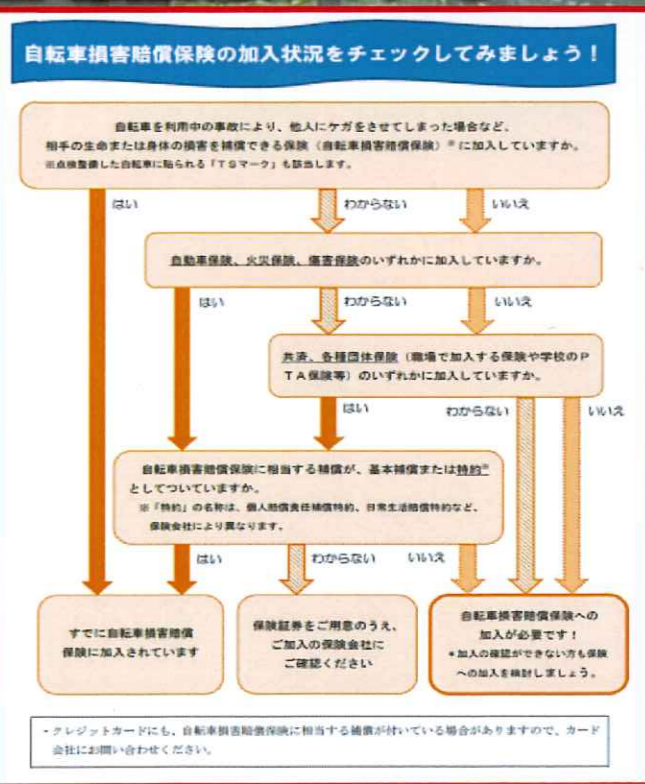 自転車損害賠償保険の加入状況をチェックしてみましょう！
自転車を利用中の事故により、他人にケガをさせてしまった場合など、
相手の生命または身体の損害を補償できる保険（自転車損害賠償保険）※に加入していますか。
※点検整備した自転車に貼られる「TSマーク」も該当します。
はい
わからない
いいえ
自動車保険、火災保険、傷害保険のいずれかに加入していますか。
はい
わからない
いいえ
共済、各種団体保険（職場で加入する保険や学校のP
TA保険等）のいずれかに加入していますか。
はい
わからない
いいえ
自転車損害賠償保険に相当する補償が、基本補償または特約※
としてついていますか。
※「特約」の名称は、個人賠償責任補償特約、日常生活賠償特約など、
保険会社により異なります。
はい
わからない
いいえ
すでに自転車損害賠償
保険に加入されています
保険証券をご用意のうえ、
ご加入の保険会社に
ご確認ください
自転車損害賠償保険への
加入が必要です！
＊加入の確認ができない方も保険
への加入を検討しましょう。
・クレジットカードにも、自転車損害賠償保険に相当する補償が付いている場合がありますので、カード
会社にお問い合わせください。